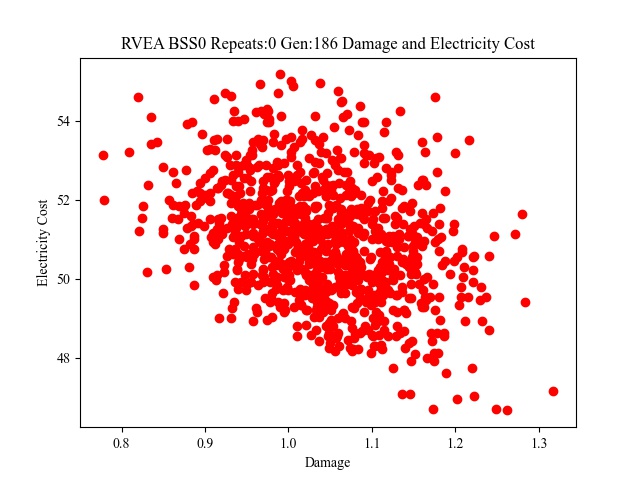 RVEA BSS0 Repeats:0 Gen:186 Damage and Electricity Cost
54
52
50
48
Electricity Cost
0.8 0.9 1.0 1.1 1.2 1.3
Damage